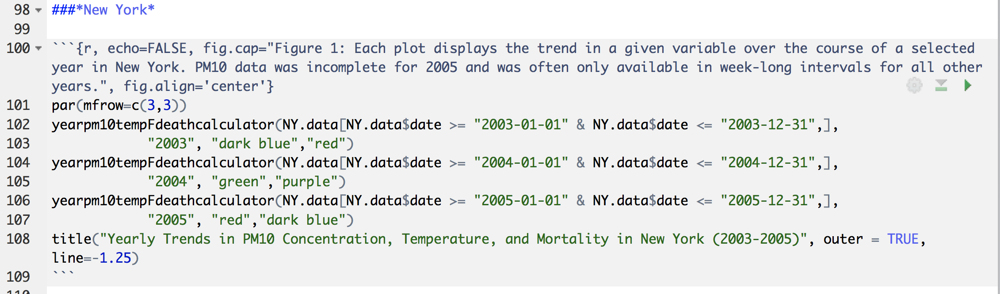 98 ###*New York*
99
100 ```{r, echo=FALSE, fig.cap="Figure 1: Each plot displays the trend in a given variable over the course of a selected
year in New York. PM10 data was incomplete for 2005 and was often only available in week-long intervals for all other
years.", fig.align='center'}
101 par(mfrow=c(3,3))
102 yearpm10tempFdeathcalculator(NY.data[NY.data$date >= "2003-01-01" & NY.data$date <= "2003-12-31",],
103             "2003", "dark blue","red")
104 yearpm10tempFdeathcalculator(NY.data[NY.data$date >= "2004-01-01" & NY.data$date <= "2004-12-31",],
105             "2004", "green","purple")
106 yearpm10tempFdeathcalculator(NY.data[NY.data$date >= "2005-01-01" & NY.data$date <= "2005-12-31",],
107             "2005", "red","dark blue")
108 title("Yearly Trends in PM10 Concentration, Temperature, and Mortality in New York (2003-2005)", outer = TRUE,
line=-1.25)
109 ```
110